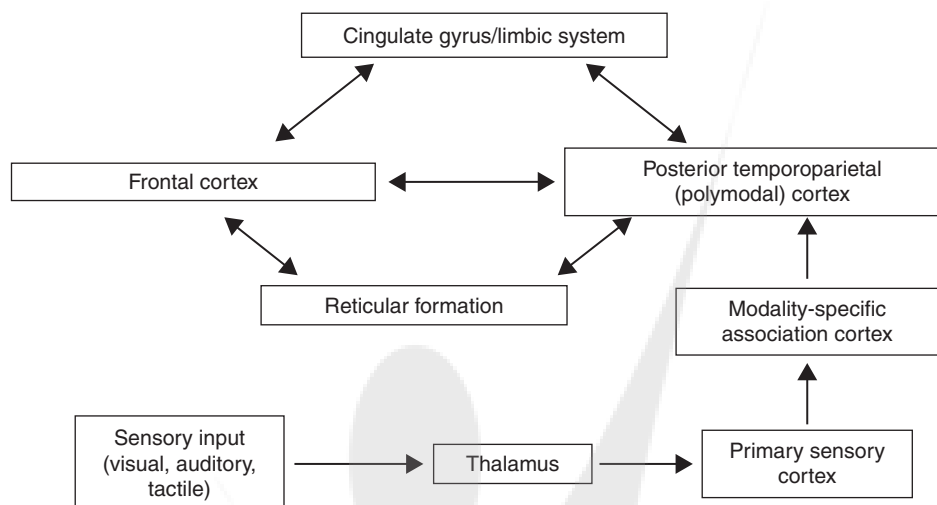 Cingulate gyrus/limbic system
Frontal cortex
Posterior temporoparietal
(polymodal) cortex
Reticular formation
Modality-specific
association cortex
Sensory input
(visual, auditory,
tactile)
Thalamus
Primary sensory
cortex